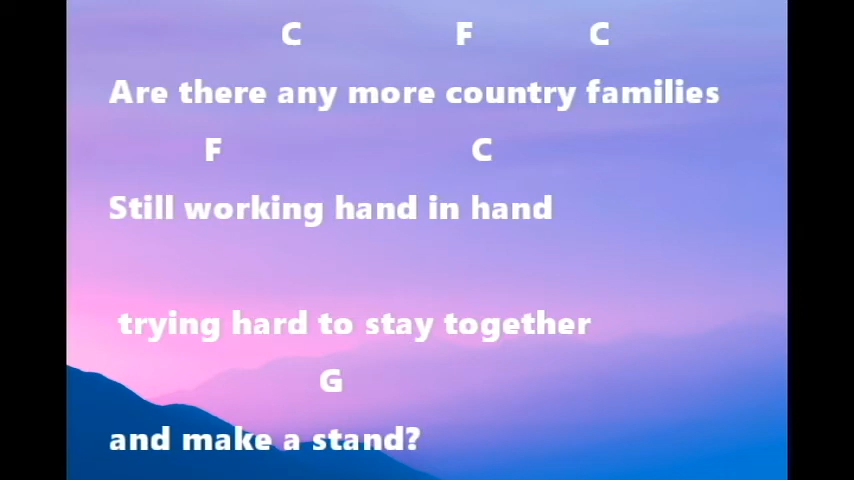 C F C
Are there any more country families
F C
Still working hand in hand
trying hard to stay together
G
and make a stand?